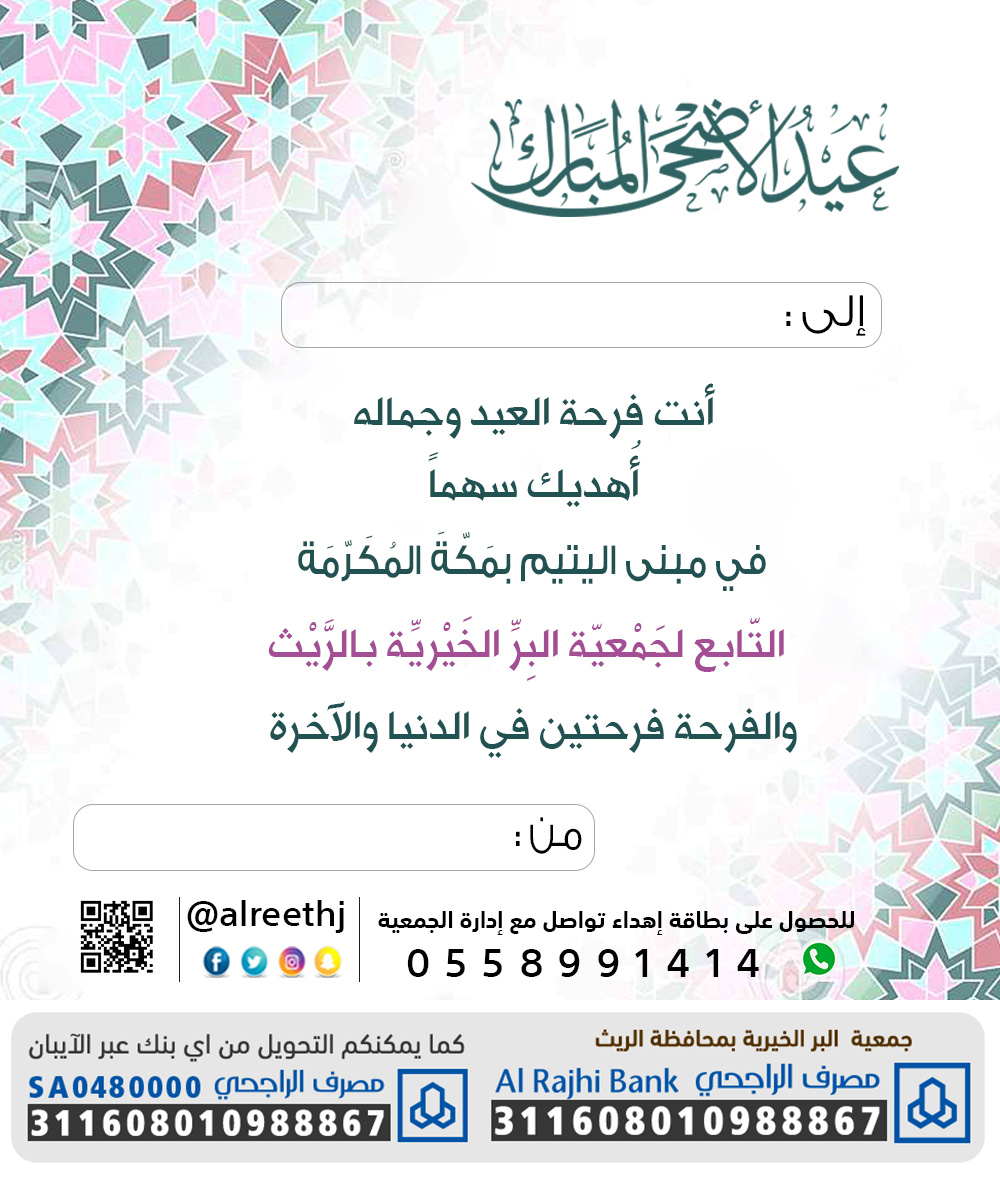 عيد الأضحى المبارك
إلى :
أنت فرحة العيد وجماله
أُهديك سهماً
في مبنى اليتيم بمَكّةَ المُكَرّمَة
التّابع لجَمْعيّة البِرِّ الخَيْريِّة بالرَّيْث
والفرحة فرحتين في الدنيا والآخرة
من :
للحصول على بطاقة إهداء تواصل مع إدارة الجمعية
0558991414
@alreethj
جمعية البر الخيرية بمحافظة الريث
مصرف الراجحي Al Rajhi Bank
311608010988867
كما يمكنكم التحويل من اي بنك عبر الآيبان
مصرف الراجحي SA0480000
311608010988867